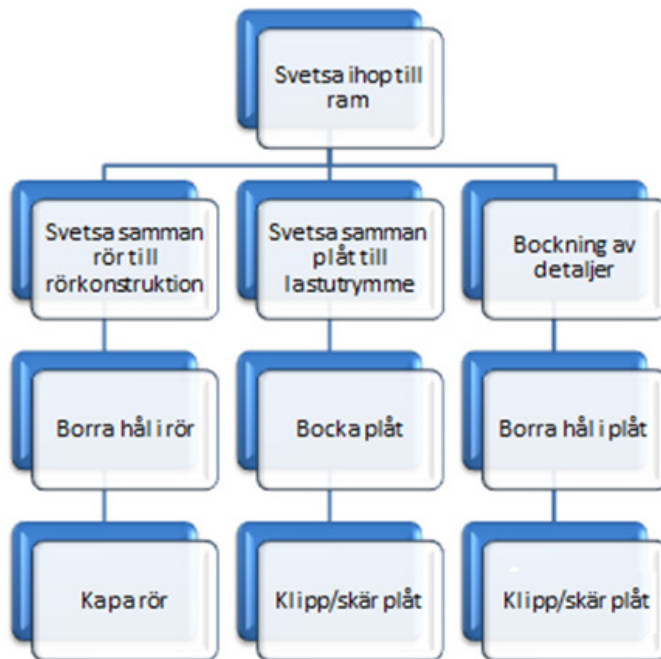 Svetsa ihop till
ram
Svetsa samman
rör till
rörkonstruktion
Svetsa samman
plåt till
lastutrymme
Bockning av
detaljer
Borra hål i rör
Bocka plåt
Borra hål i plåt
Kapa rör
Klipp/skär plåt
Klipp/skär plåt